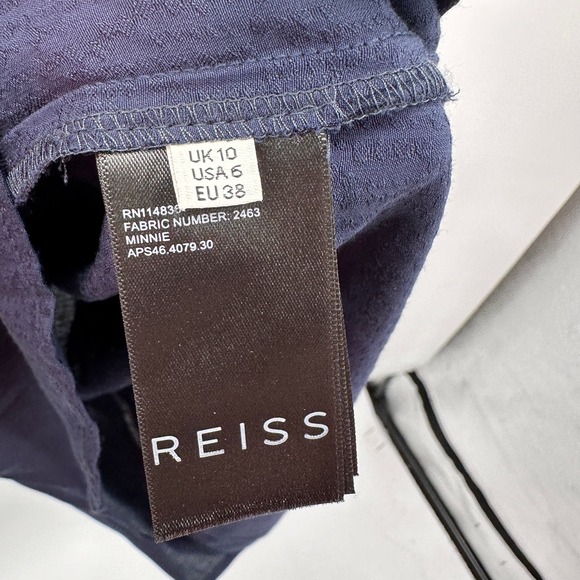 UK 10
USA 6
EU 38
FABRIC NUMBER: 2463
MINNIE
APS46.4079.30
REISS